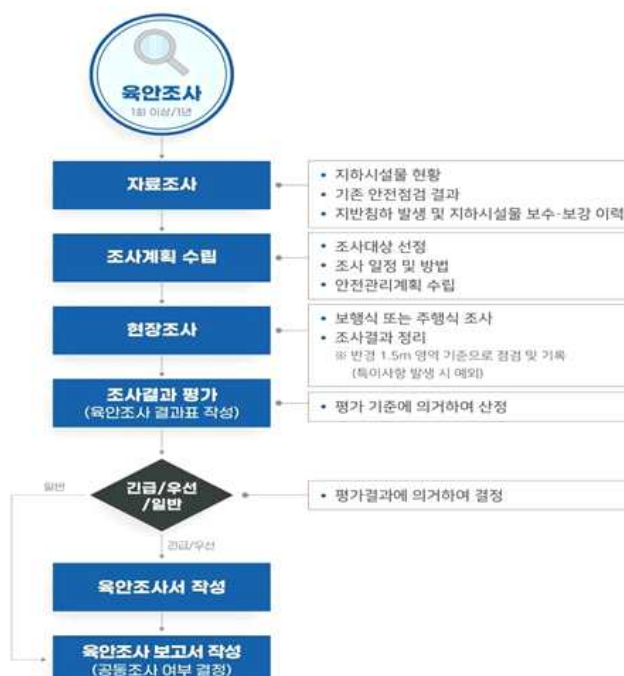 육안조사
1회 이상/1년
자료조사
• 지하시설물 현황
• 기존 안전점검 결과
• 지반침하 발생 및 지하시설물 보수·보강 이력
조사계획 수립
• 조사대상 선정
• 조사 일정 및 방법
• 안전관리계획 수립
현장조사
• 보행식 또는 주행식 조사
• 조사결과 정리
※ 반경 1.5m 영역 기준으로 점검 및 기록
(특이사항 발생 시 예외)
조사결과 평가
(육안조사 결과표 작성)
• 평가 기준에 의거하여 산정
일반
긴급/우선
/일반
• 평가결과에 의거하여 결정
긴급/우선
육안조사서 작성
육안조사 보고서 작성
(공동조사 여부 결정)